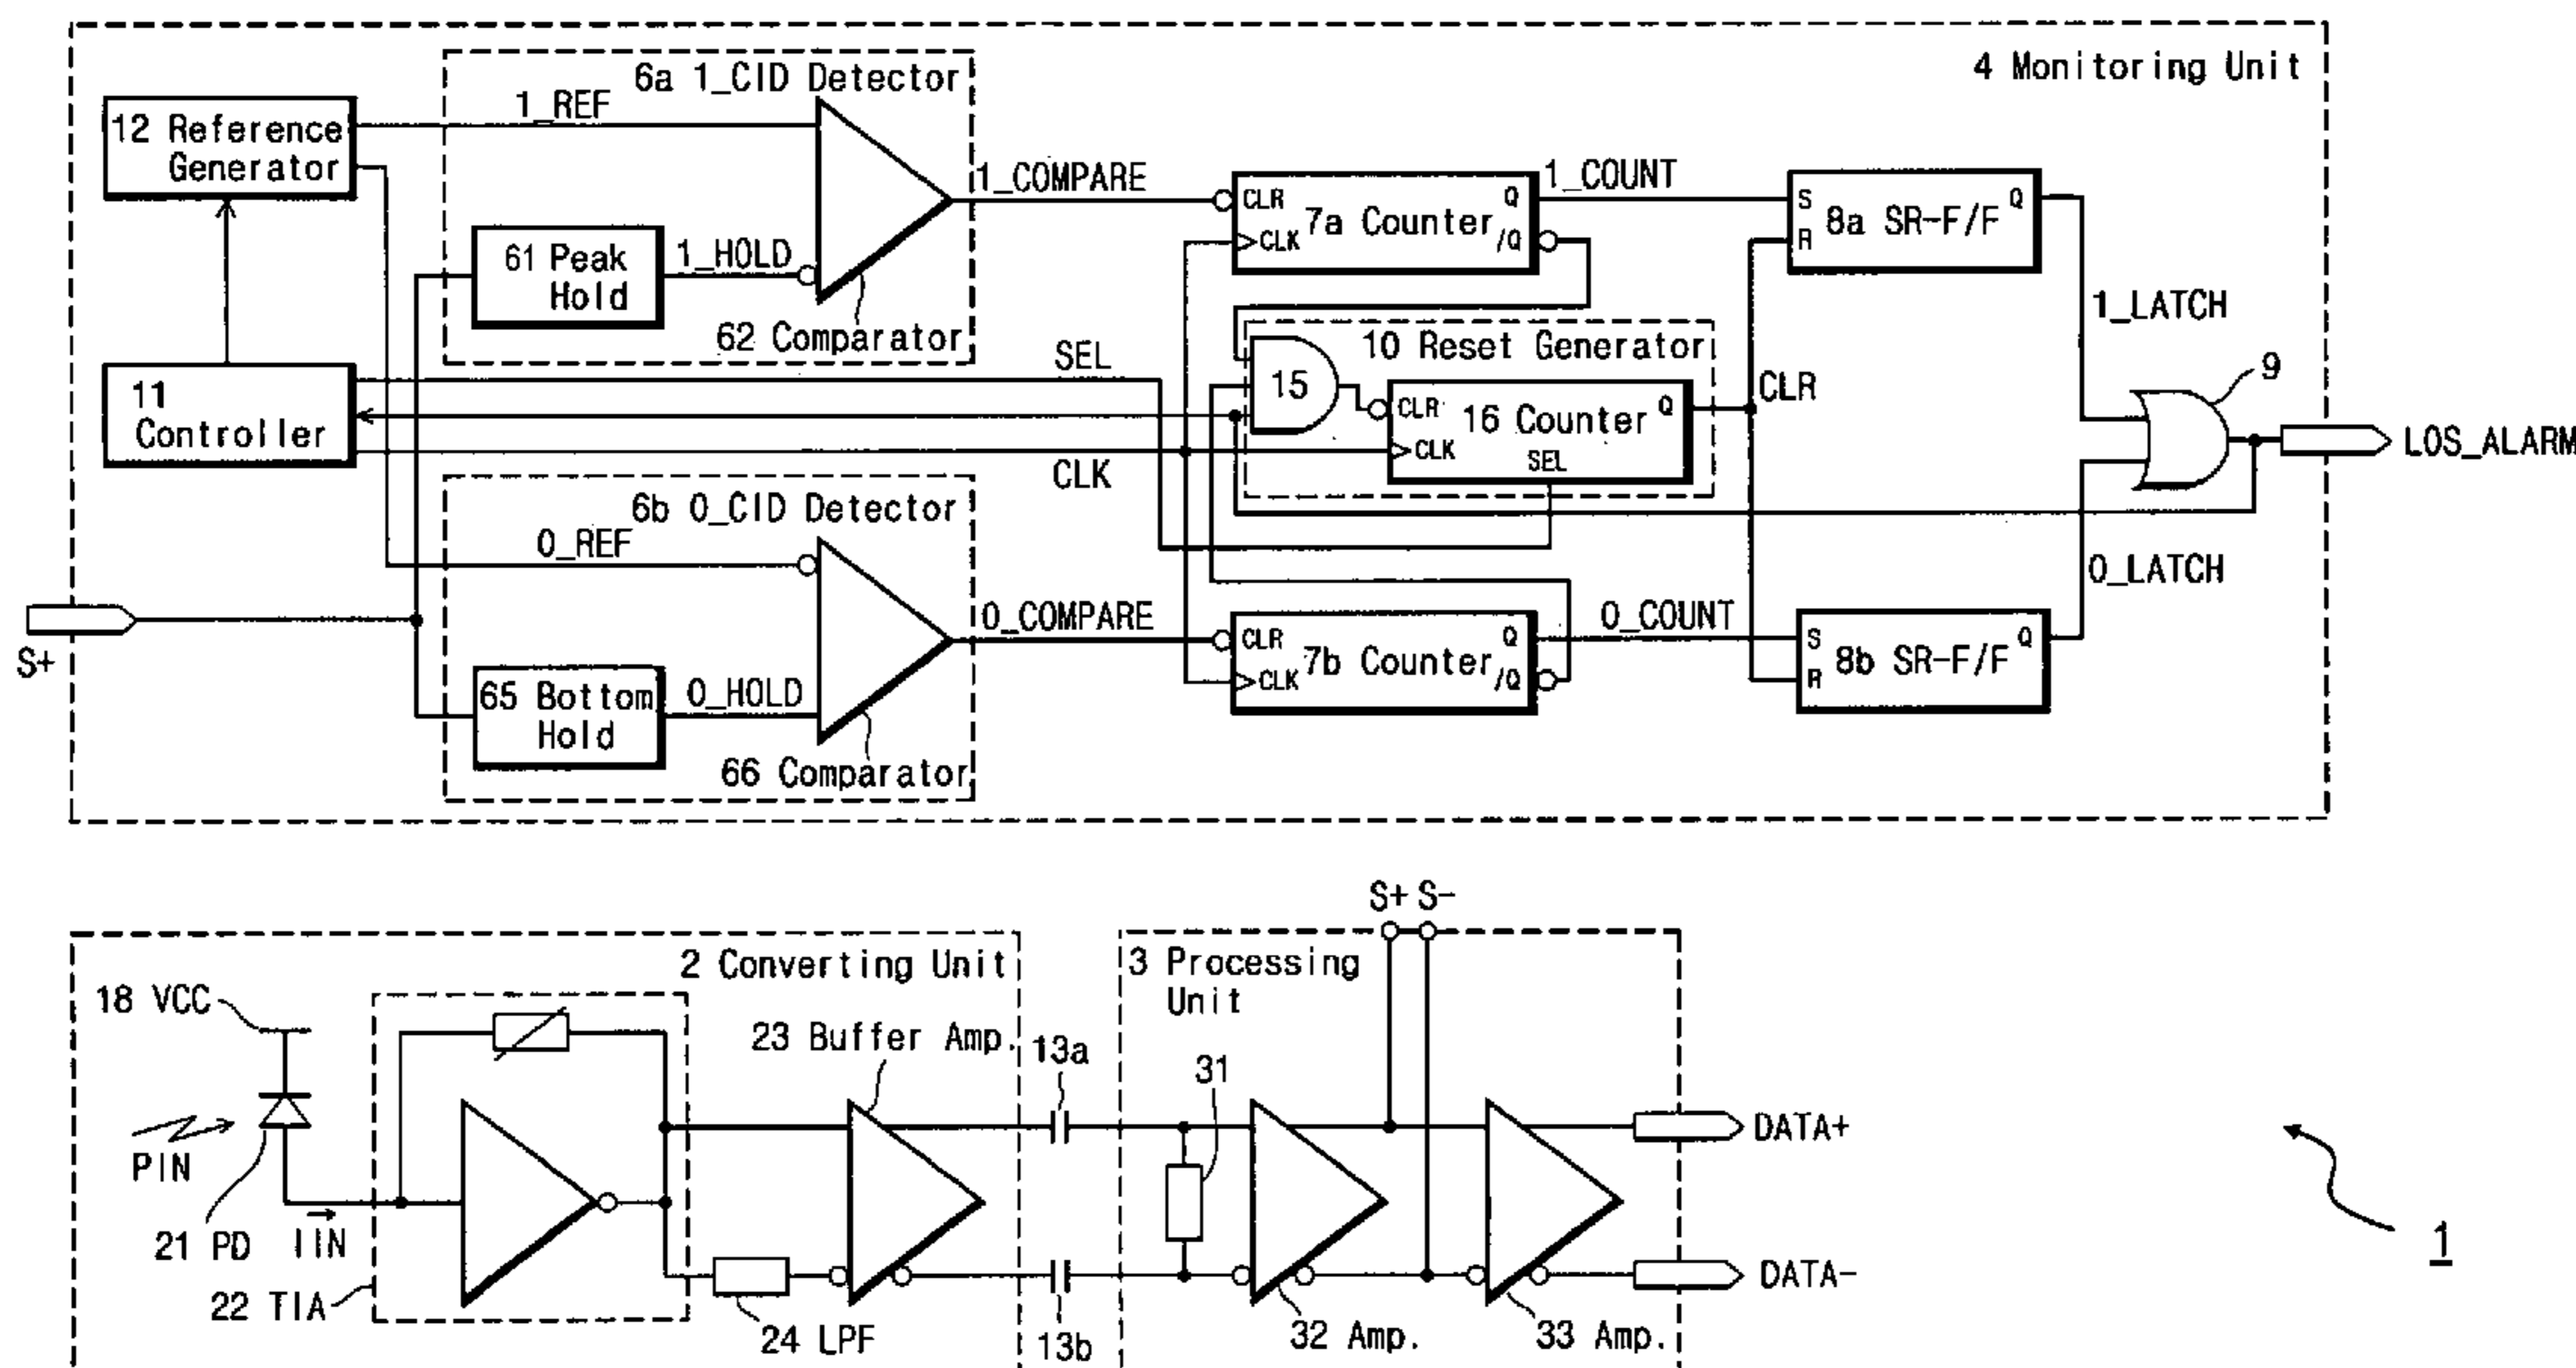 4 Monitoring Unit
6a 1_CID Detector
1_REF
12 Reference
Generator
1_COMPARE
CLR
Q
7a Counter
CLK
/Q
1_COUNT
S
Q
8a SR-F/F
R
61 Peak
Hold
1_HOLD
62 Comparator
1_LATCH
SEL
10 Reset Generator
15
CLR
Q
16 Counter
CLK
SEL
CLR
9
11
Controller
CLK
LOS_ALARM
6b 0_CID Detector
0_REF
0_LATCH
0_COMPARE
CLR
Q
7b Counter
CLK
/Q
0_COUNT
S
Q
8b SR-F/F
R
S+
65 Bottom
Hold
0_HOLD
66 Comparator
S+ S-
2 Converting Unit
3 Processing
Unit
18 VCC
23 Buffer Amp.
13a
31
DATA+
PIN
21 PD
IIN
22 TIA
24 LPF
13b
32 Amp.
33 Amp.
DATA-
1